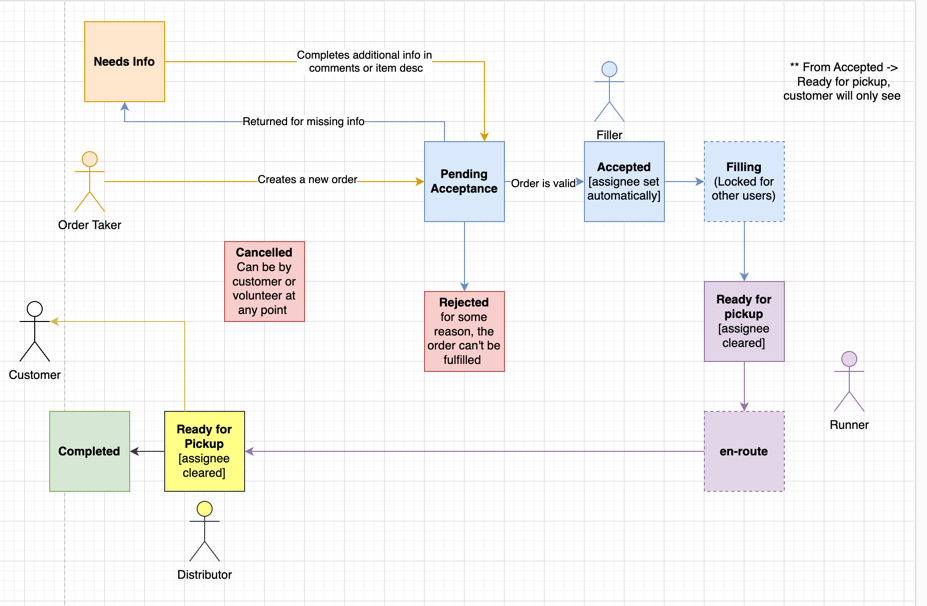 Needs Info
Completes additional info in
comments or item desc
** From Accepted ->
Ready for pickup,
customer will only see
Returned for missing info
Filler
Order Taker
Creates a new order
Pending
Acceptance
Order is valid
Accepted
[assignee set
automatically]
Filling
(Locked for
other users)
Cancelled
Can be by
customer or
volunteer at
any point
Rejected
for some
reason, the
order can't be
fulfilled
Ready for
pickup
[assignee
cleared]
Customer
Runner
Completed
Ready for
Pickup
[assignee
cleared]
en-route
Distributor